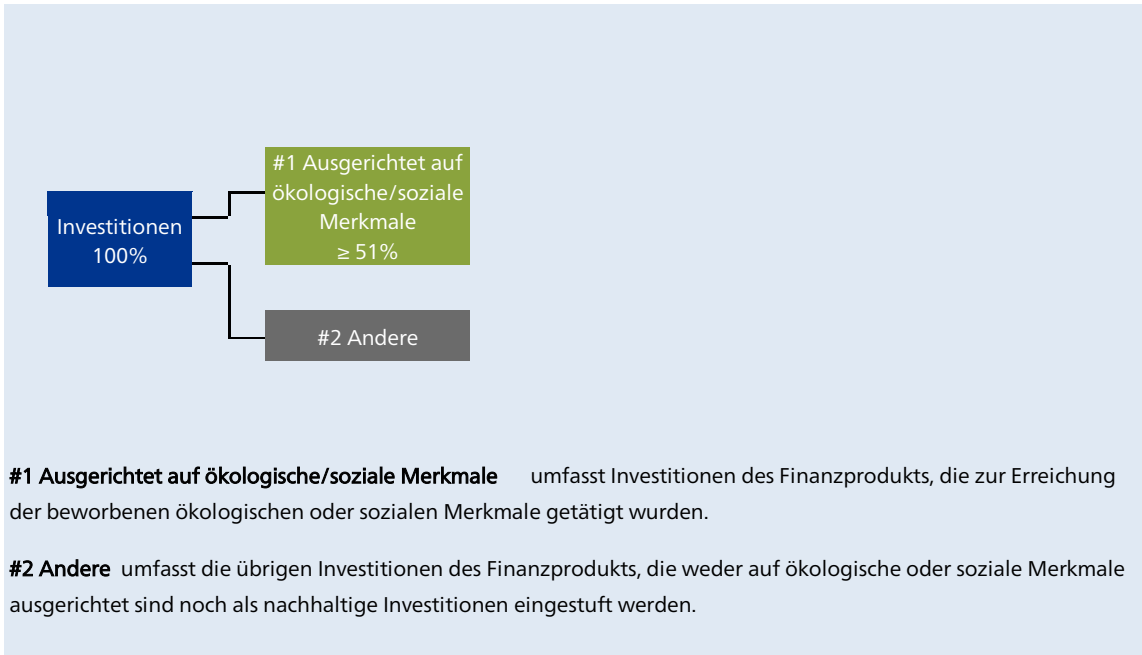 #1 Ausgerichtet auf
ökologische/soziale
Merkmale
≥ 51%
Investitionen
100%
#2 Andere
#1 Ausgerichtet auf ökologische/soziale Merkmale umfasst Investitionen des Finanzprodukts, die zur Erreichung
der beworbenen ökologischen oder sozialen Merkmale getätigt wurden.
#2 Andere umfasst die übrigen Investitionen des Finanzprodukts, die weder auf ökologische oder soziale Merkmale
ausgerichtet sind noch als nachhaltige Investitionen eingestuft werden.